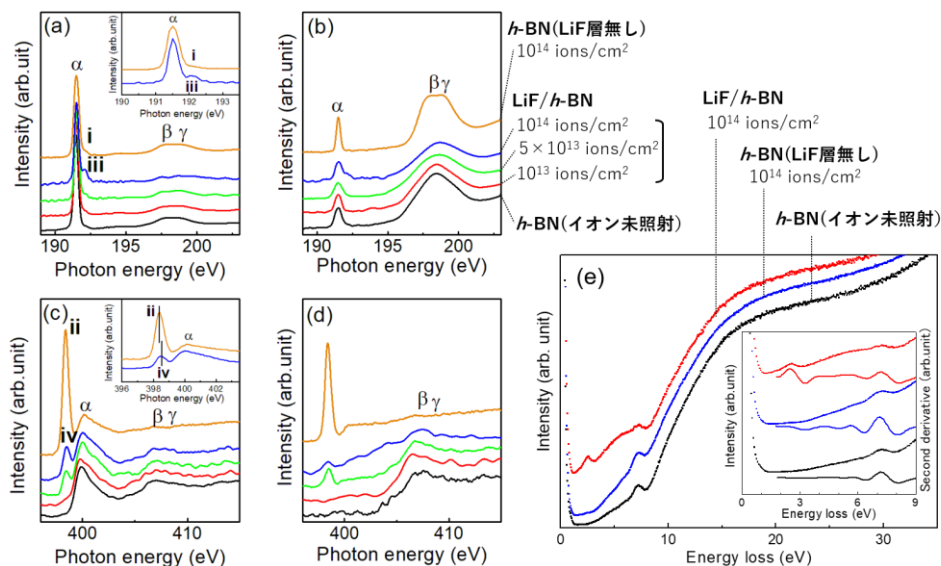 (a)
Intensity (arb.uit)
α
i
iii
β γ
190 195 200
Photon energy (eV)
Intensity (arb.unit)
α
i
iii
190 191 192 193
Photon energy (eV)
(b)
Intensity (arb.unit)
α
β γ
190 195 200
Photon energy (eV)
h-BN(LiF層無し)
10¹⁴ ions/cm²
LiF/h-BN
10¹⁴ ions/cm²
5×10¹³ ions/cm²
10¹³ ions/cm²
h-BN(イオン未照射)
LiF/h-BN
10¹⁴ ions/cm²
h-BN(LiF層無し)
10¹⁴ ions/cm²
h-BN(イオン未照射)
(c)
Intensity (arb.unit)
ii
α
iv
β γ
400 410
Photon energy (eV)
Intensity (arb.unit)
ii
α
iv
396 398 400 402
Photon energy (eV)
(d)
Intensity (arb.unit)
β γ
400 410
Photon energy (eV)
(e)
Intensity (arb. unit)
0 5 10 15 20 25 30
Energy loss (eV)
Intensity (arb.unit)
Second derivative (arb.unit)
0 3 6 9
Energy loss (eV)